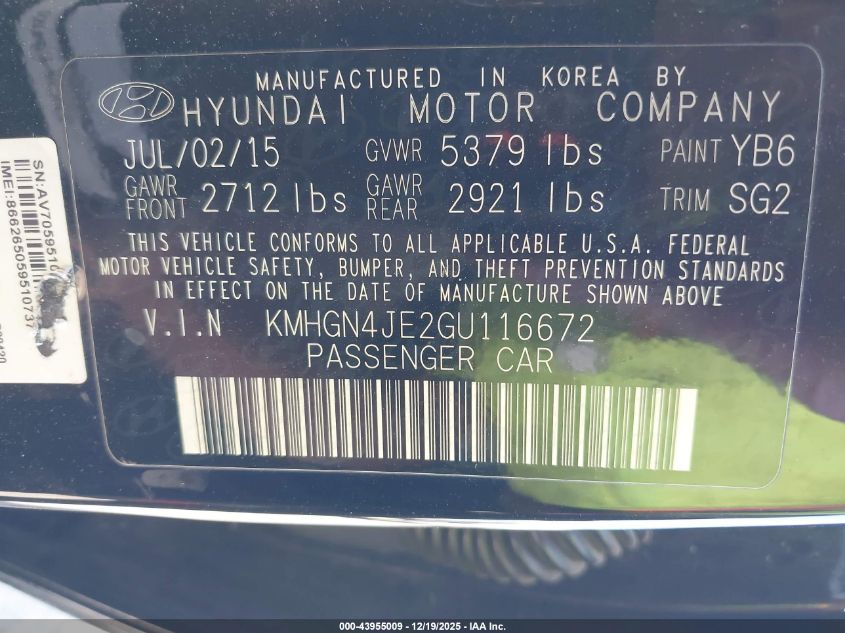 MANUFACTURED IN KOREA BY
HYUNDAI MOTOR COMPANY
JUL/02/15 GVWR 5379 lbs PAINT YB6
GAWR FRONT 2712 lbs GAWR REAR 2921 lbs TRIM SG2
THIS VEHICLE CONFORMS TO ALL APPLICABLE U.S.A. FEDERAL
MOTOR VEHICLE SAFETY, BUMPER, AND THEFT PREVENTION STANDARDS
IN EFFECT ON THE DATE OF MANUFACTURE SHOWN ABOVE
V.I.N KMHGN4JE2GU116672
PASSENGER CAR
IMEI:866265059510737
000-43955009 - 12/19/2025 - IAA Inc.